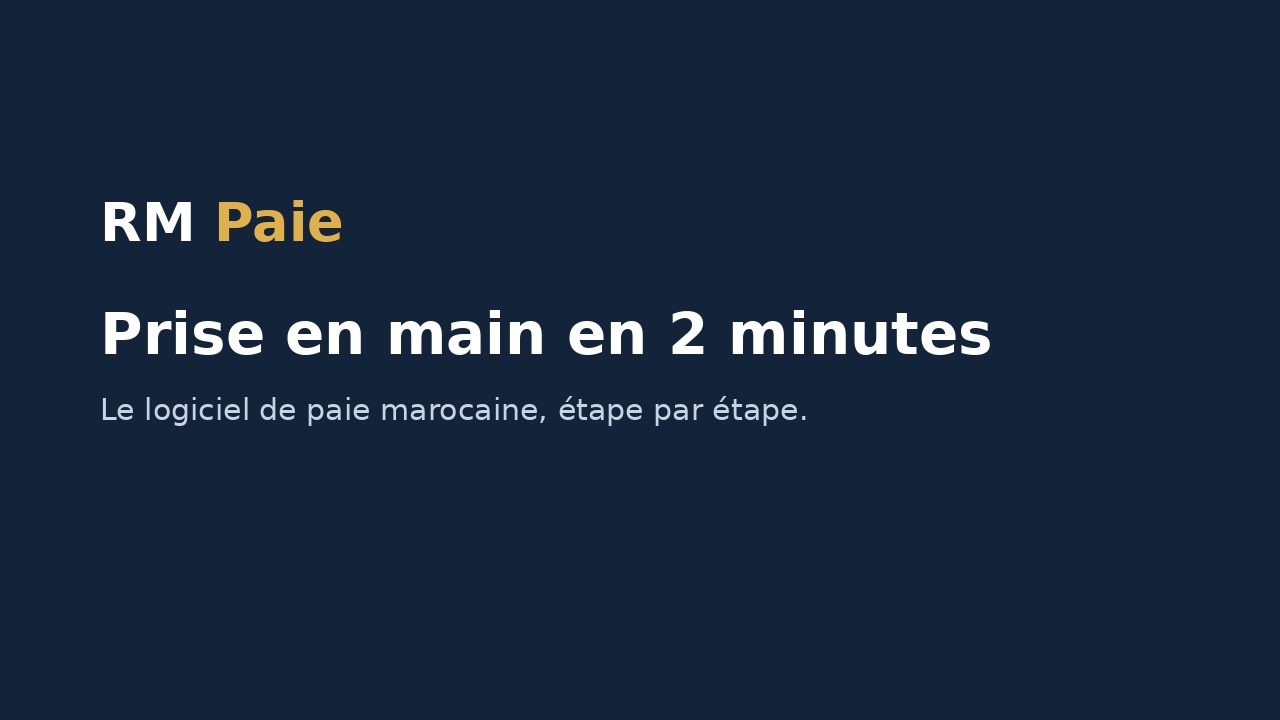 RM Paie
Prise en main en 2 minutes
Le logiciel de paie marocaine, étape par étape.